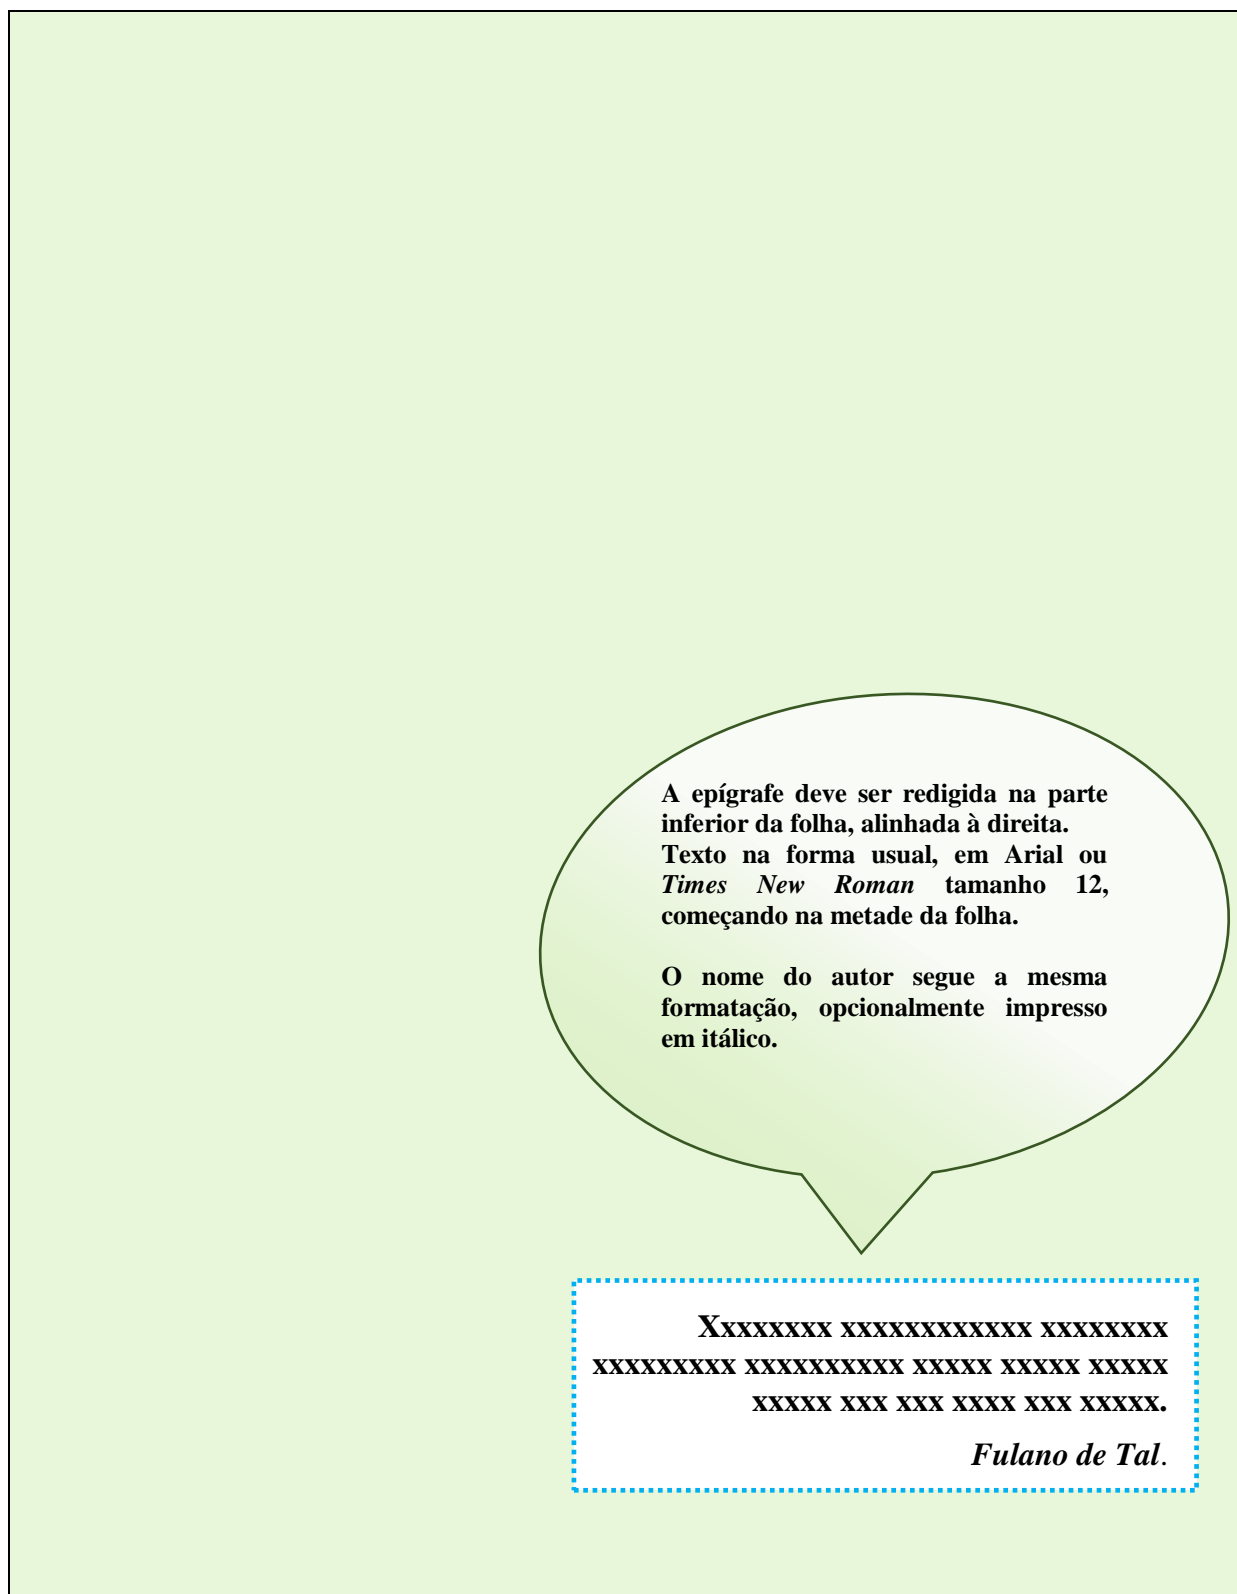 A epígrafe deve ser redigida na parte
inferior da folha, alinhada à direita.
Texto na forma usual, em Arial ou
Times New Roman tamanho 12,
começando na metade da folha.
O nome do autor segue a mesma
formatação, opcionalmente impresso
em itálico.
Xxxxxxxx xxxxxxxxxxxx xxxxxxxx
xxxxxxxxx xxxxxxxxxx xxxxx xxxxx xxxxx
xxxxx xxx xxx xxxx xxx xxxxx.
Fulano de Tal.